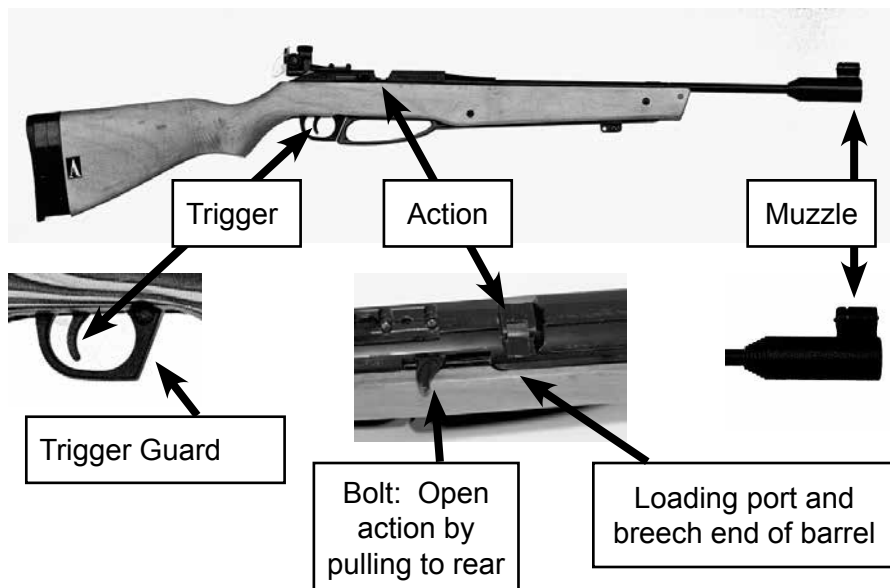 Trigger
Action
Muzzle
Trigger Guard
Bolt: Open
action by
pulling to rear
Loading port and
breech end of barrel